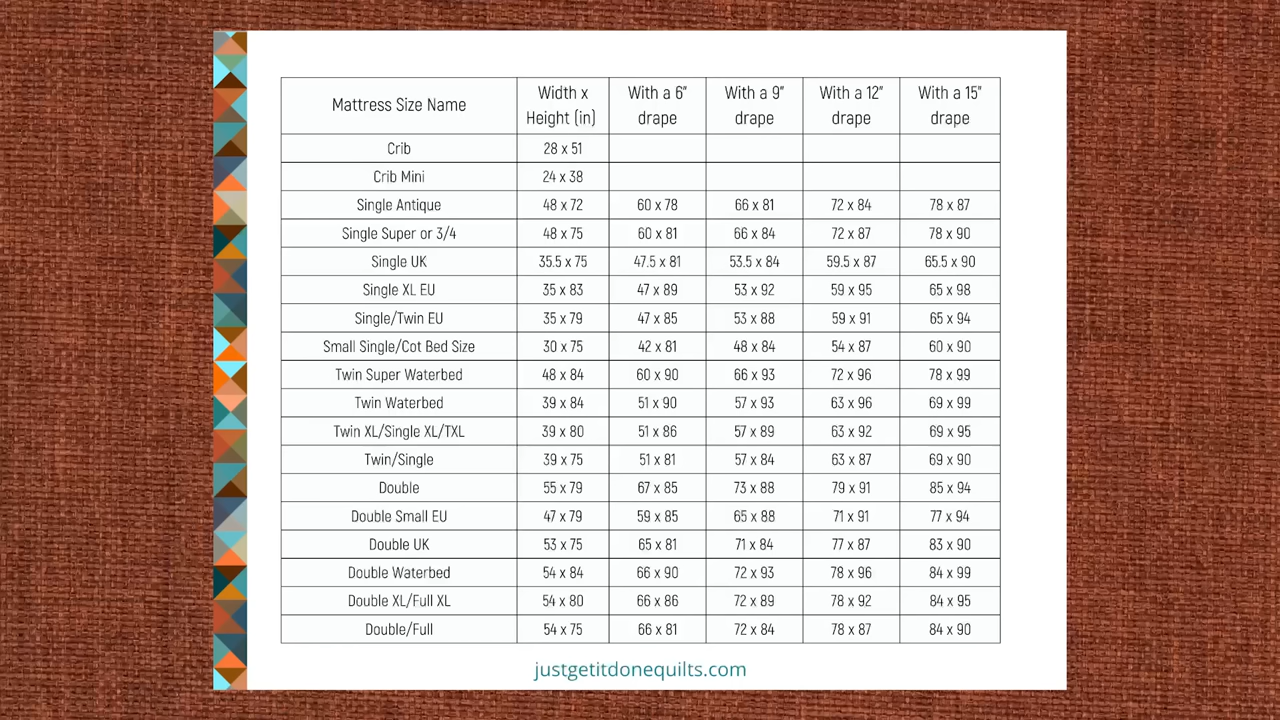 Mattress Size Name Width x Height (in) With a 6" drape With a 9" drape With a 12" drape With a 15" drape
Crib 28 x 51
Crib Mini 24 x 38
Single Antique 48 x 72 60 x 78 66 x 81 72 x 84 78 x 87
Single Super or 3/4 48 x 75 60 x 81 66 x 84 72 x 87 78 x 90
Single UK 35.5 x 75 47.5 x 81 53.5 x 84 59.5 x 87 65.5 x 90
Single XL EU 35 x 83 47 x 89 53 x 92 59 x 95 65 x 98
Single/Twin EU 35 x 79 47 x 85 53 x 88 59 x 91 65 x 94
Small Single/Cot Bed Size 30 x 75 42 x 81 48 x 84 54 x 87 60 x 90
Twin Super Waterbed 48 x 84 60 x 90 66 x 93 72 x 96 78 x 99
Twin Waterbed 39 x 84 51 x 90 57 x 93 63 x 96 69 x 99
Twin XL/Single XL/TXL 39 x 80 51 x 86 57 x 89 63 x 92 69 x 95
Twin/Single 39 x 75 51 x 81 57 x 84 63 x 87 69 x 90
Double 55 x 79 67 x 85 73 x 88 79 x 91 85 x 94
Double Small EU 47 x 79 59 x 85 65 x 88 71 x 91 77 x 94
Double UK 53 x 75 65 x 81 71 x 84 77 x 87 83 x 90
Double Waterbed 54 x 84 66 x 90 72 x 93 78 x 96 84 x 99
Double XL/Full XL 54 x 80 66 x 86 72 x 89 78 x 92 84 x 95
Double/Full 54 x 75 66 x 81 72 x 84 78 x 87 84 x 90
justgetitdonequilts.com